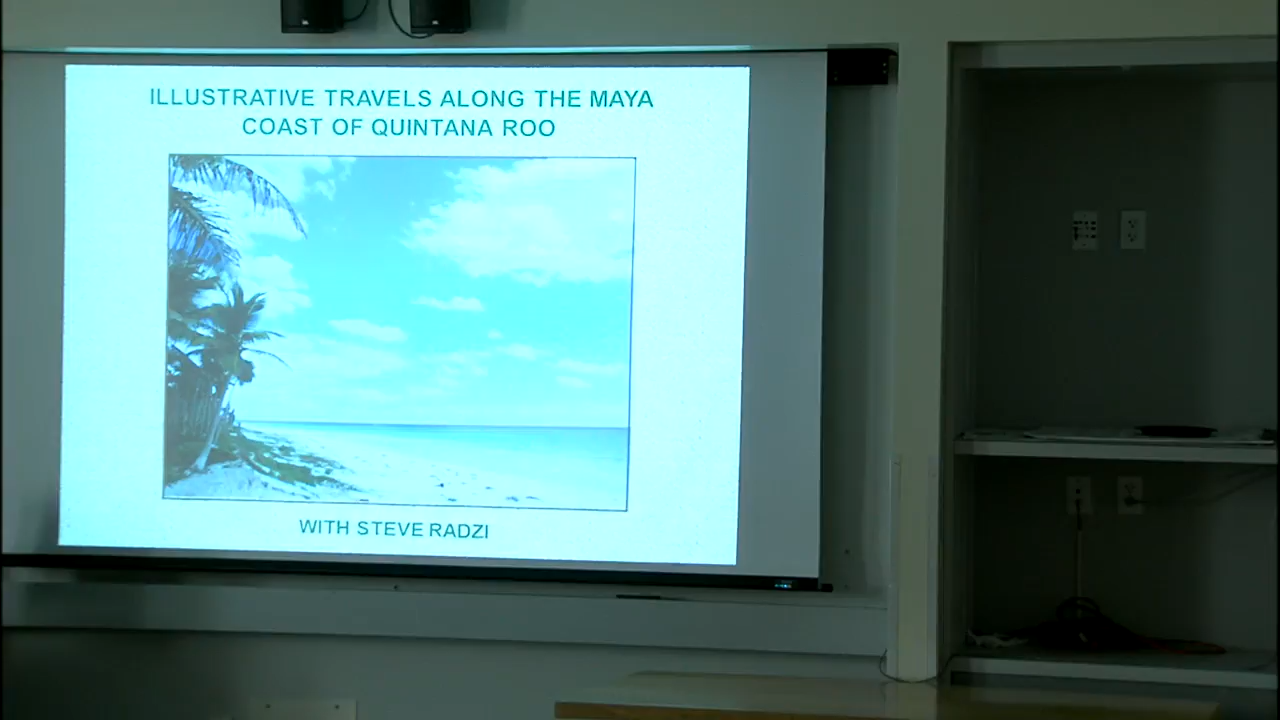 ILLUSTRATIVE TRAVELS ALONG THE MAYA
COAST OF QUINTANA ROO
WITH STEVE RADZI